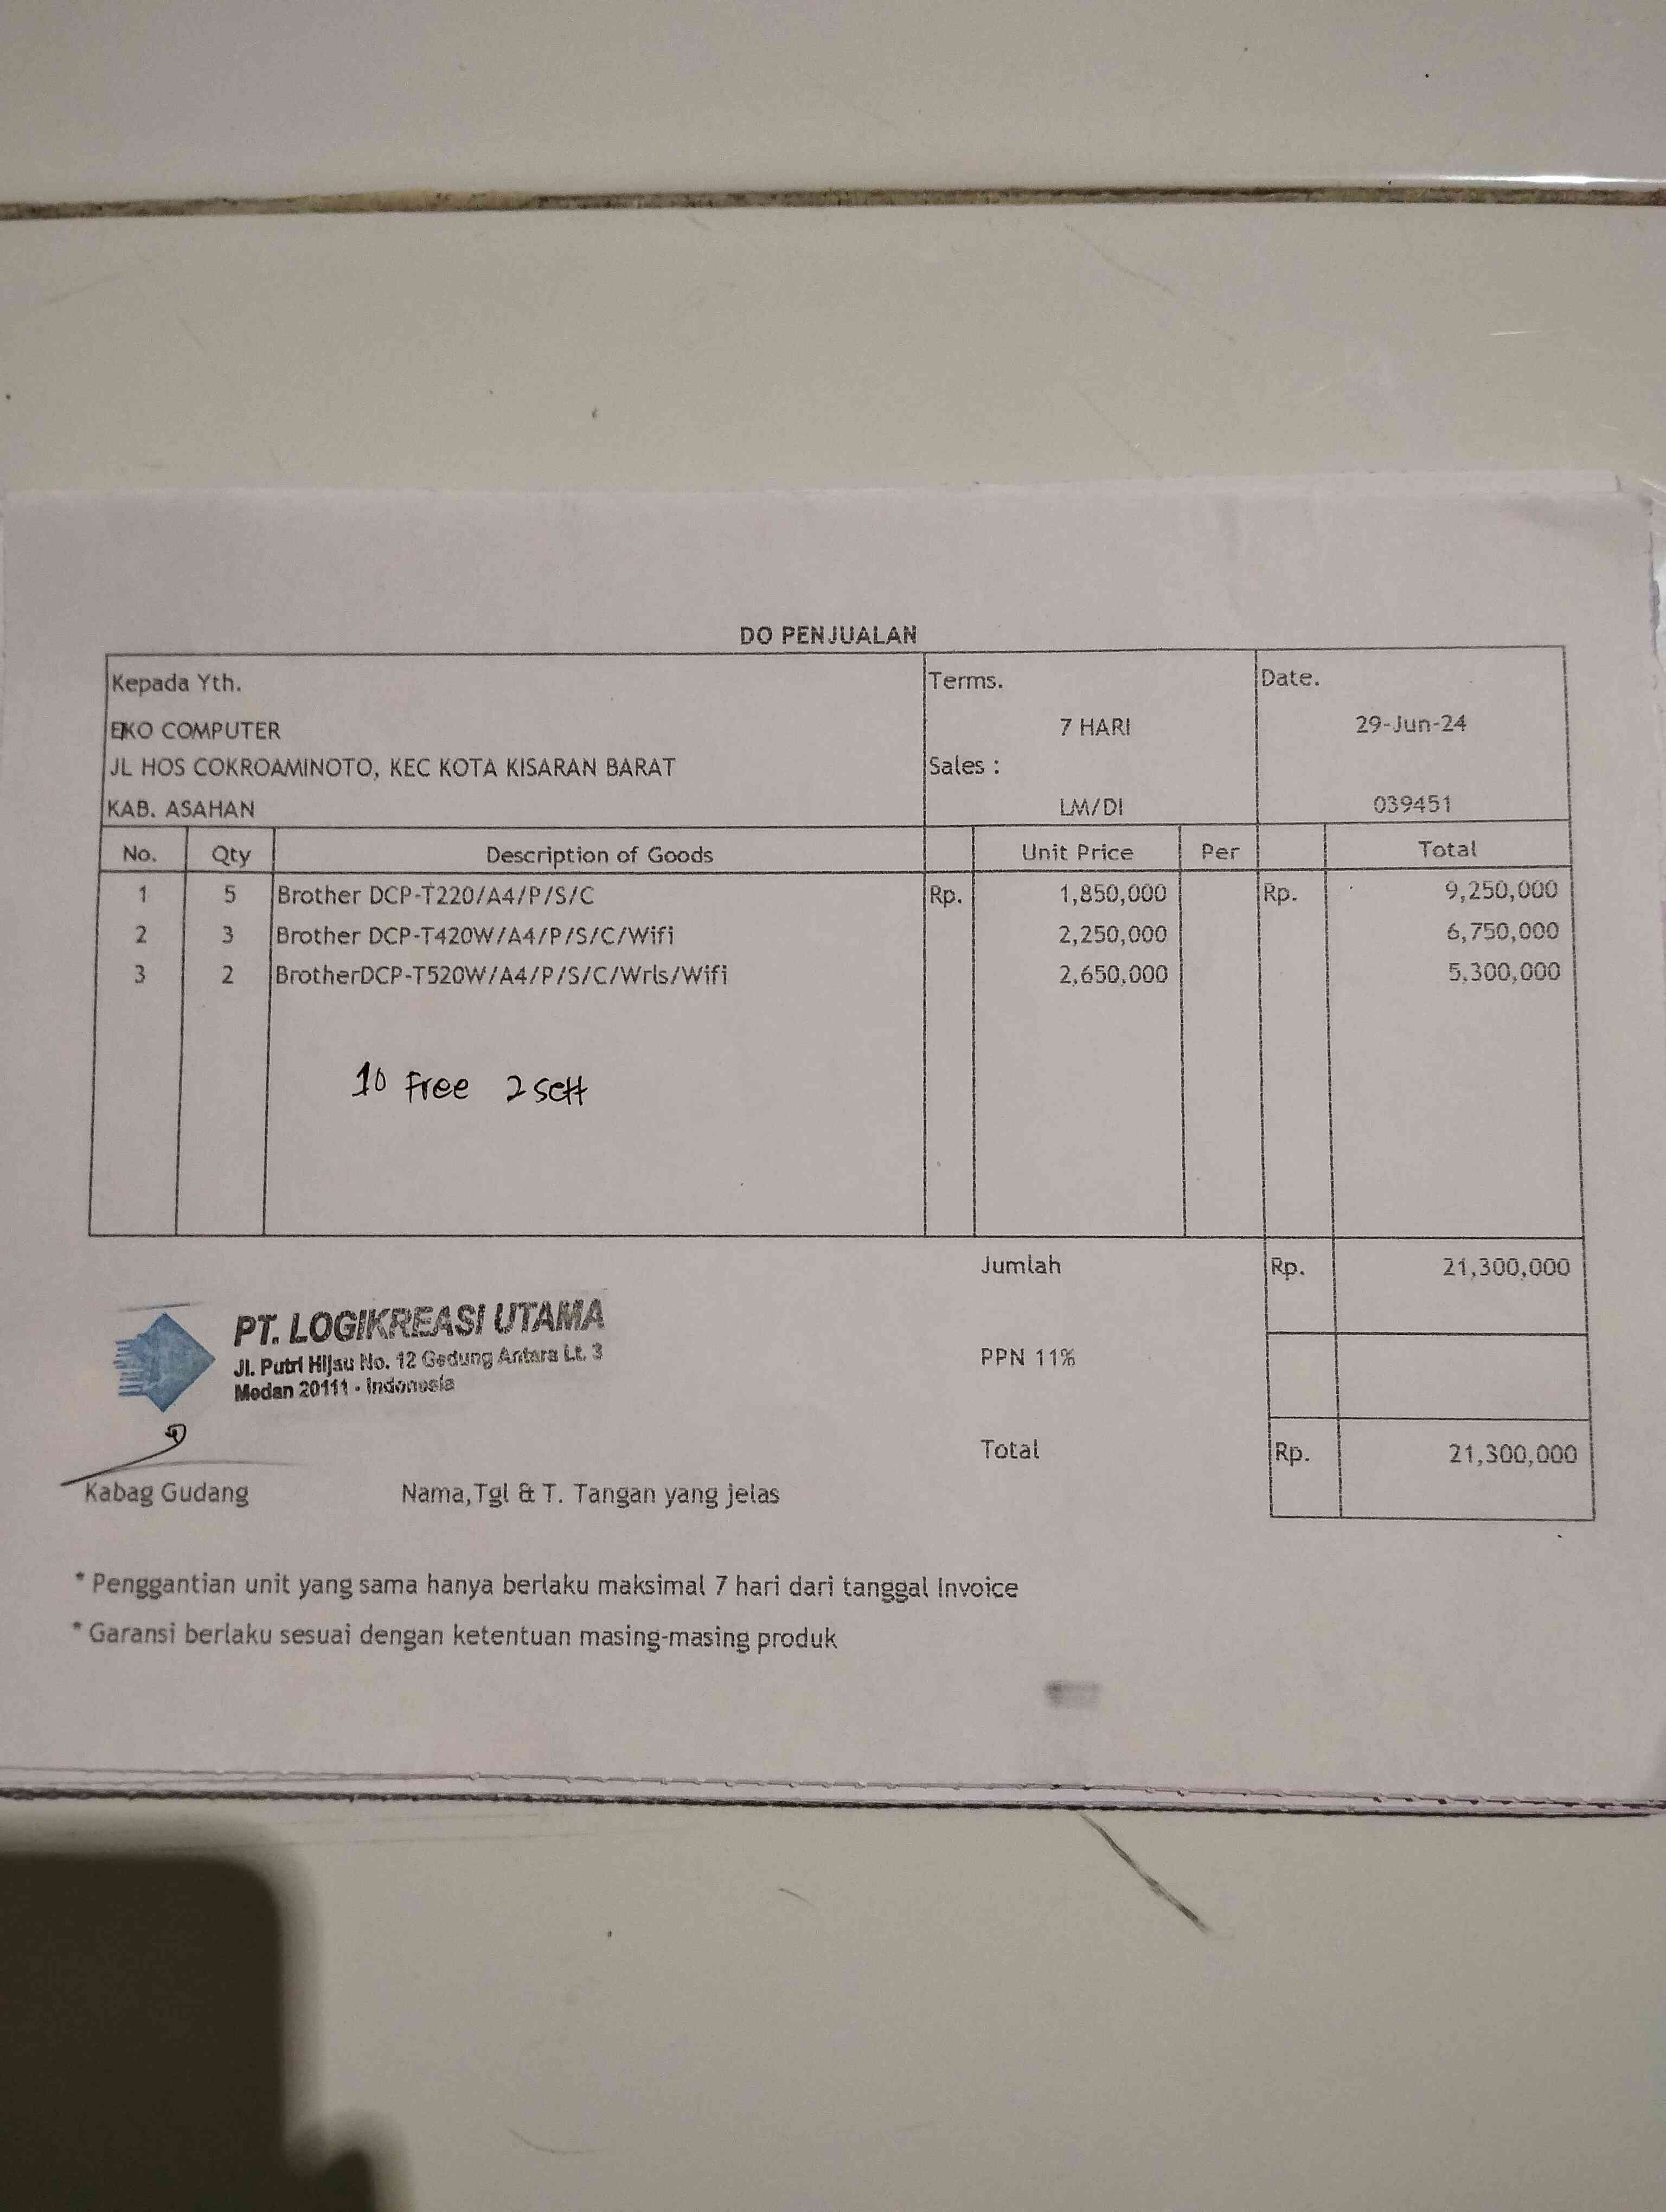 DO PENJUALAN
Kepada Yth. Terms. Date.
EKO COMPUTER 7 HARI 29-Jun-24
JL HOS COKROAMINOTO, KEC KOTA KISARAN BARAT Sales :
KAB. ASAHAN LM/DI 039451
No. Qty Description of Goods Unit Price Per Total
1 5 Brother DCP-T220/A4/P/S/C Rp. 1,850,000 Rp. 9,250,000
2 3 Brother DCP-T420W/A4/P/S/C/Wifi 2,250,000 6,750,000
3 2 BrotherDCP-T520W/A4/P/S/C/Wrls/Wifi 2,650,000 5,300,000
10 Free 2 sett
Jumlah Rp. 21,300,000
PT. LOGIKREASI UTAMA
Jl. Putri Hijau No. 12 Gedung Antara Lt. 3
Medan 20111 - Indonesia
PPN 11%
Total Rp. 21,300,000
Kabag Gudang Nama,Tgl & T. Tangan yang jelas
* Penggantian unit yang sama hanya berlaku maksimal 7 hari dari tanggal Invoice
* Garansi berlaku sesuai dengan ketentuan masing-masing produk